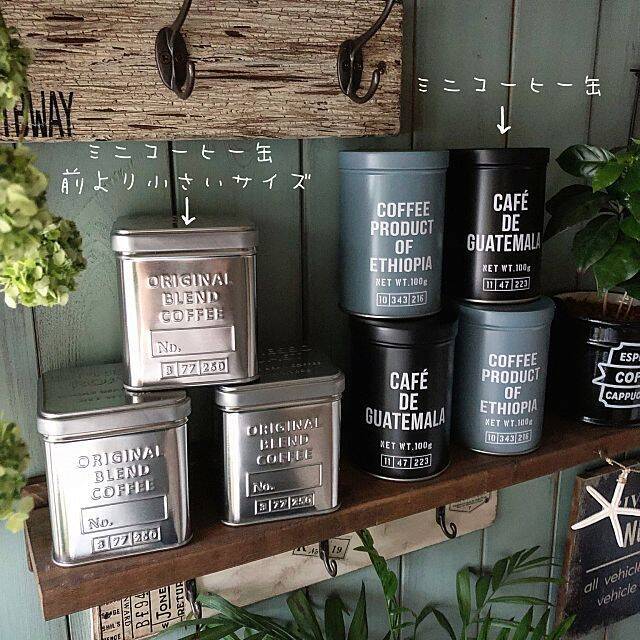 TAWAY
ミニコーヒー缶
ミニコーヒー缶
前より小さいサイズ
ORIGINAL
BLEND
COFFEE
No.
3 77 250
ORIGINAL
BLEND
COFFEE
No.
3 77 250
ORIGINAL
BLEND
COFFEE
No.
3 77 250
COFFEE
PRODUCT
OF
ETHIOPIA
NET WT.100g
10 343 216
CAFÉ
DE
GUATEMALA
NET WT.100g
11 47 223
CAFÉ
DE
GUATEMALA
NET WT.100g
11 47 223
COFFEE
PRODUCT
OF
ETHIOPIA
NET WT.100g
10 343 216
all vehicle
vehicle
19